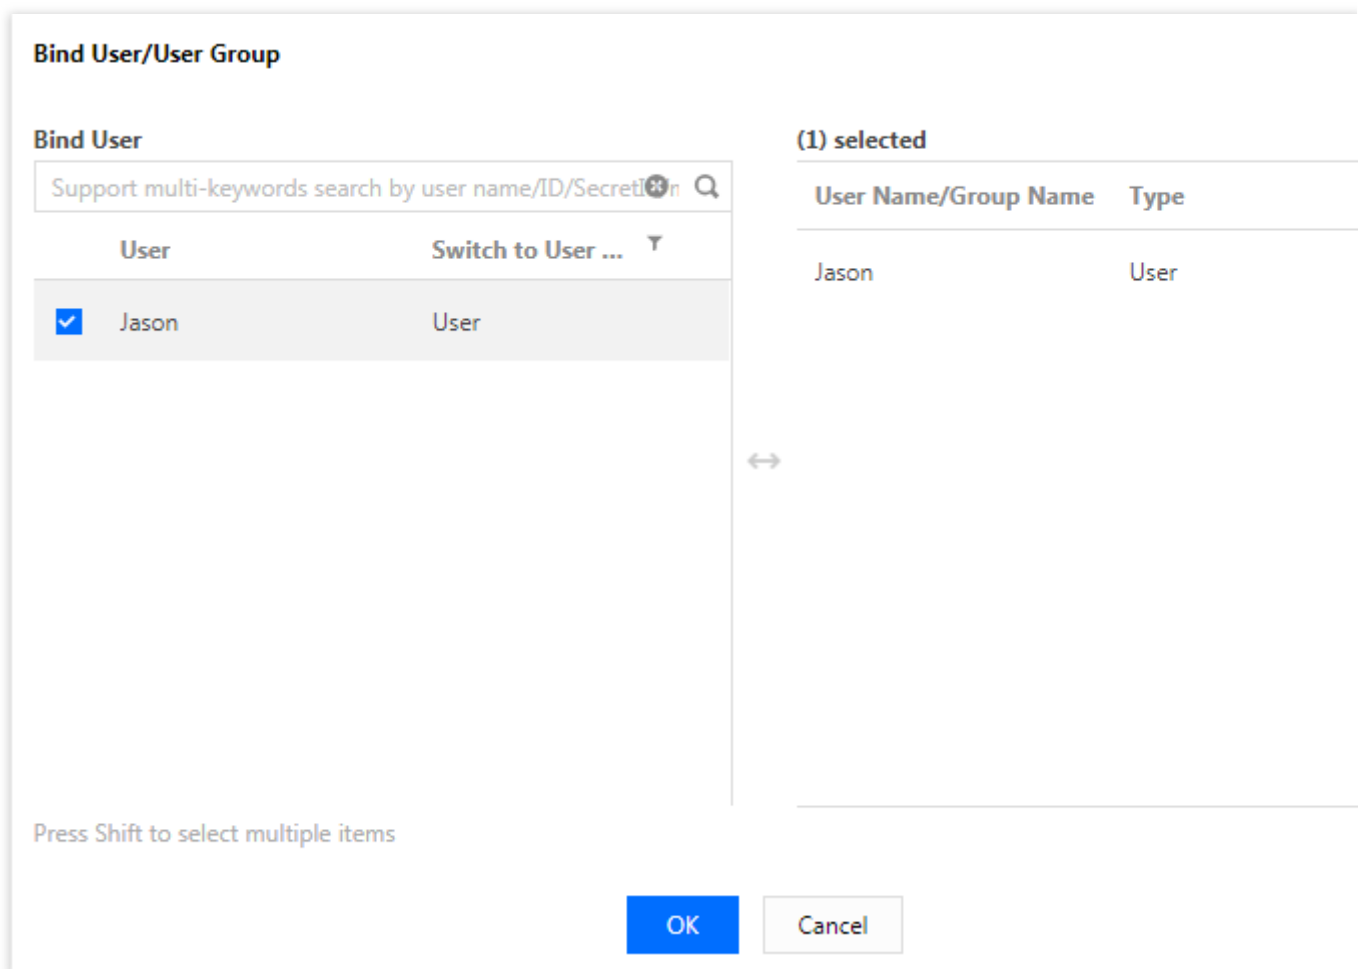 Bind User/User Group
Bind User
Support multi-keywords search by user name/ID/SecretI
User Switch to User ...
Jason User
(1) selected
User Name/Group Name Type
Jason User
Press Shift to select multiple items
OK Cancel